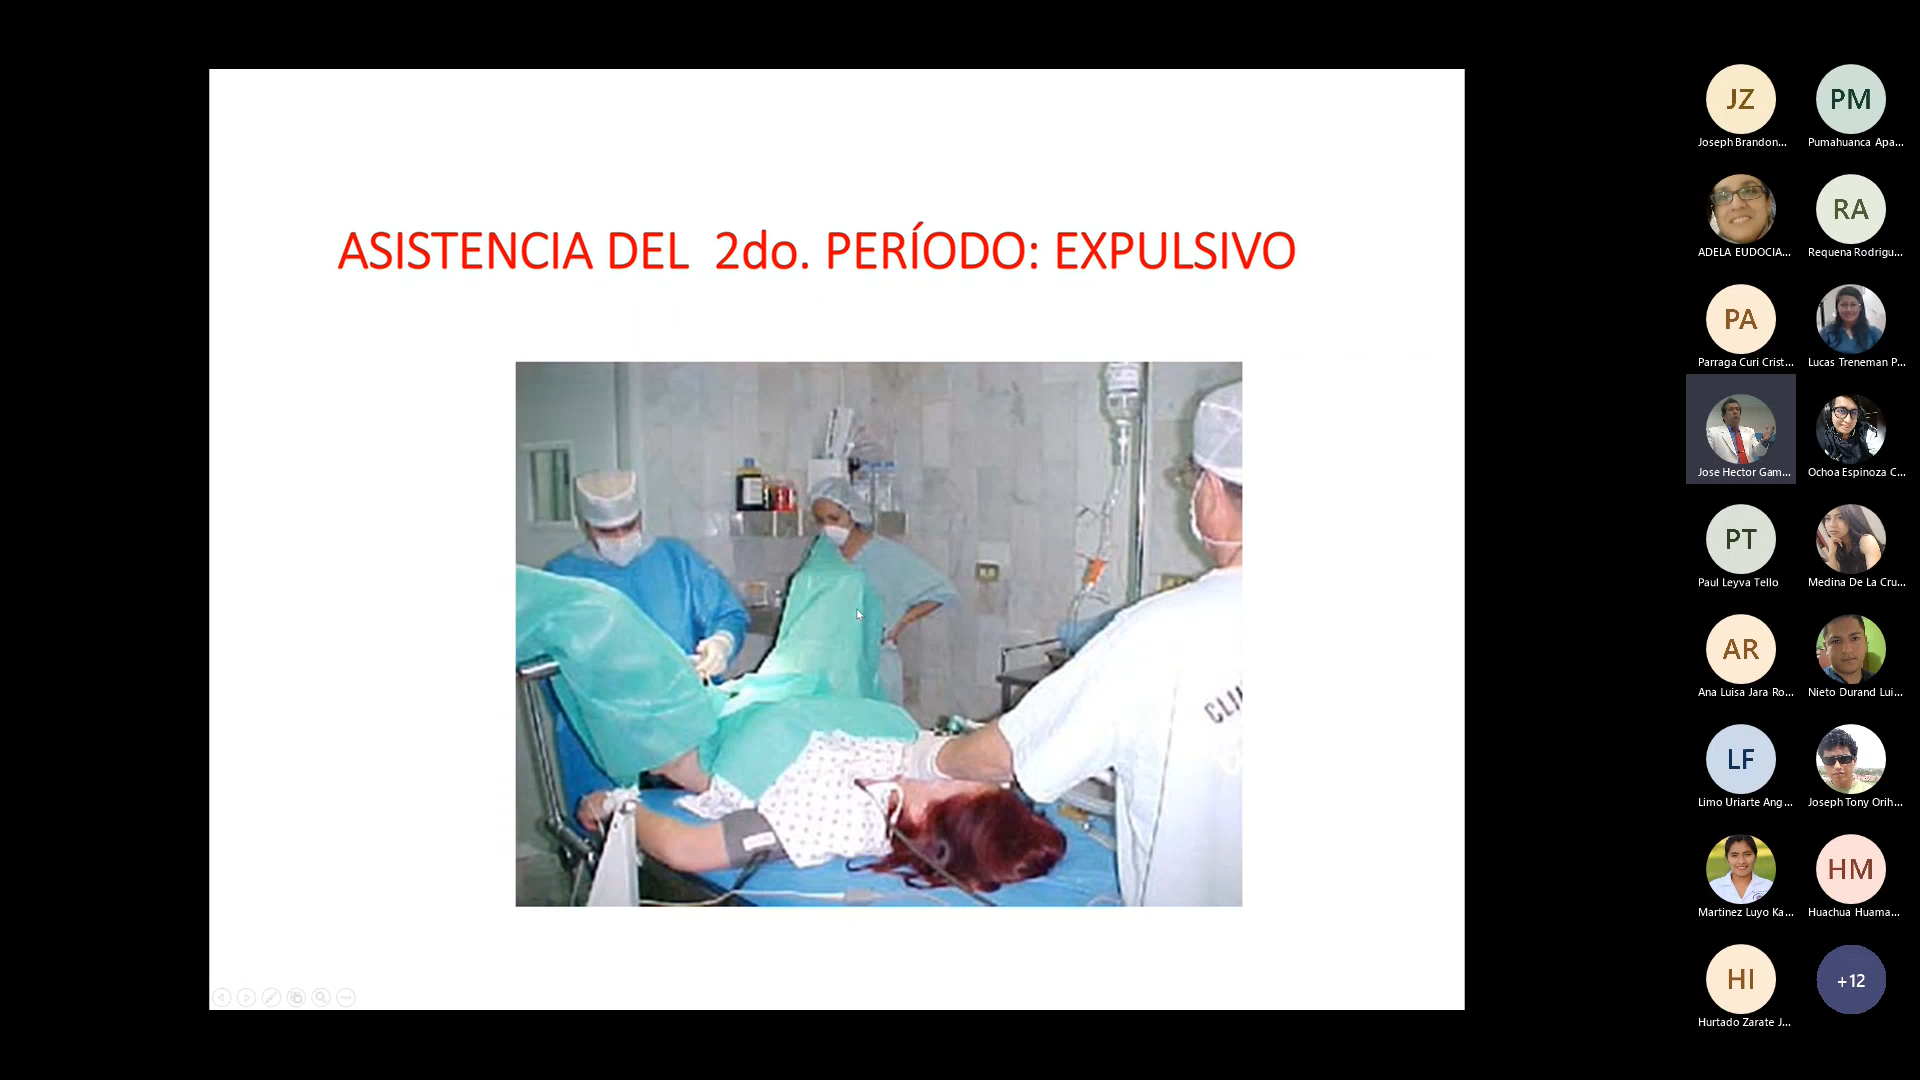 ASISTENCIA DEL 2do. PERÍODO: EXPULSIVO
CLI
JZ
Joseph Brandon...
PM
Pumahuanca Apa...
ADELA EUDOCIA...
RA
Requena Rodrigu...
PA
Parraga Curi Crist...
Lucas Treneman P...
Jose Hector Gam...
Ochoa Espinoza C...
PT
Paul Leyva Tello
Medina De La Cru...
AR
Ana Luisa Jara Ro...
Nieto Durand Lui...
LF
Limo Uriarte Ang...
Joseph Tony Orih...
Martinez Luyo Ka...
HM
Huachua Huama...
HI
Hurtado Zarate J...
+12